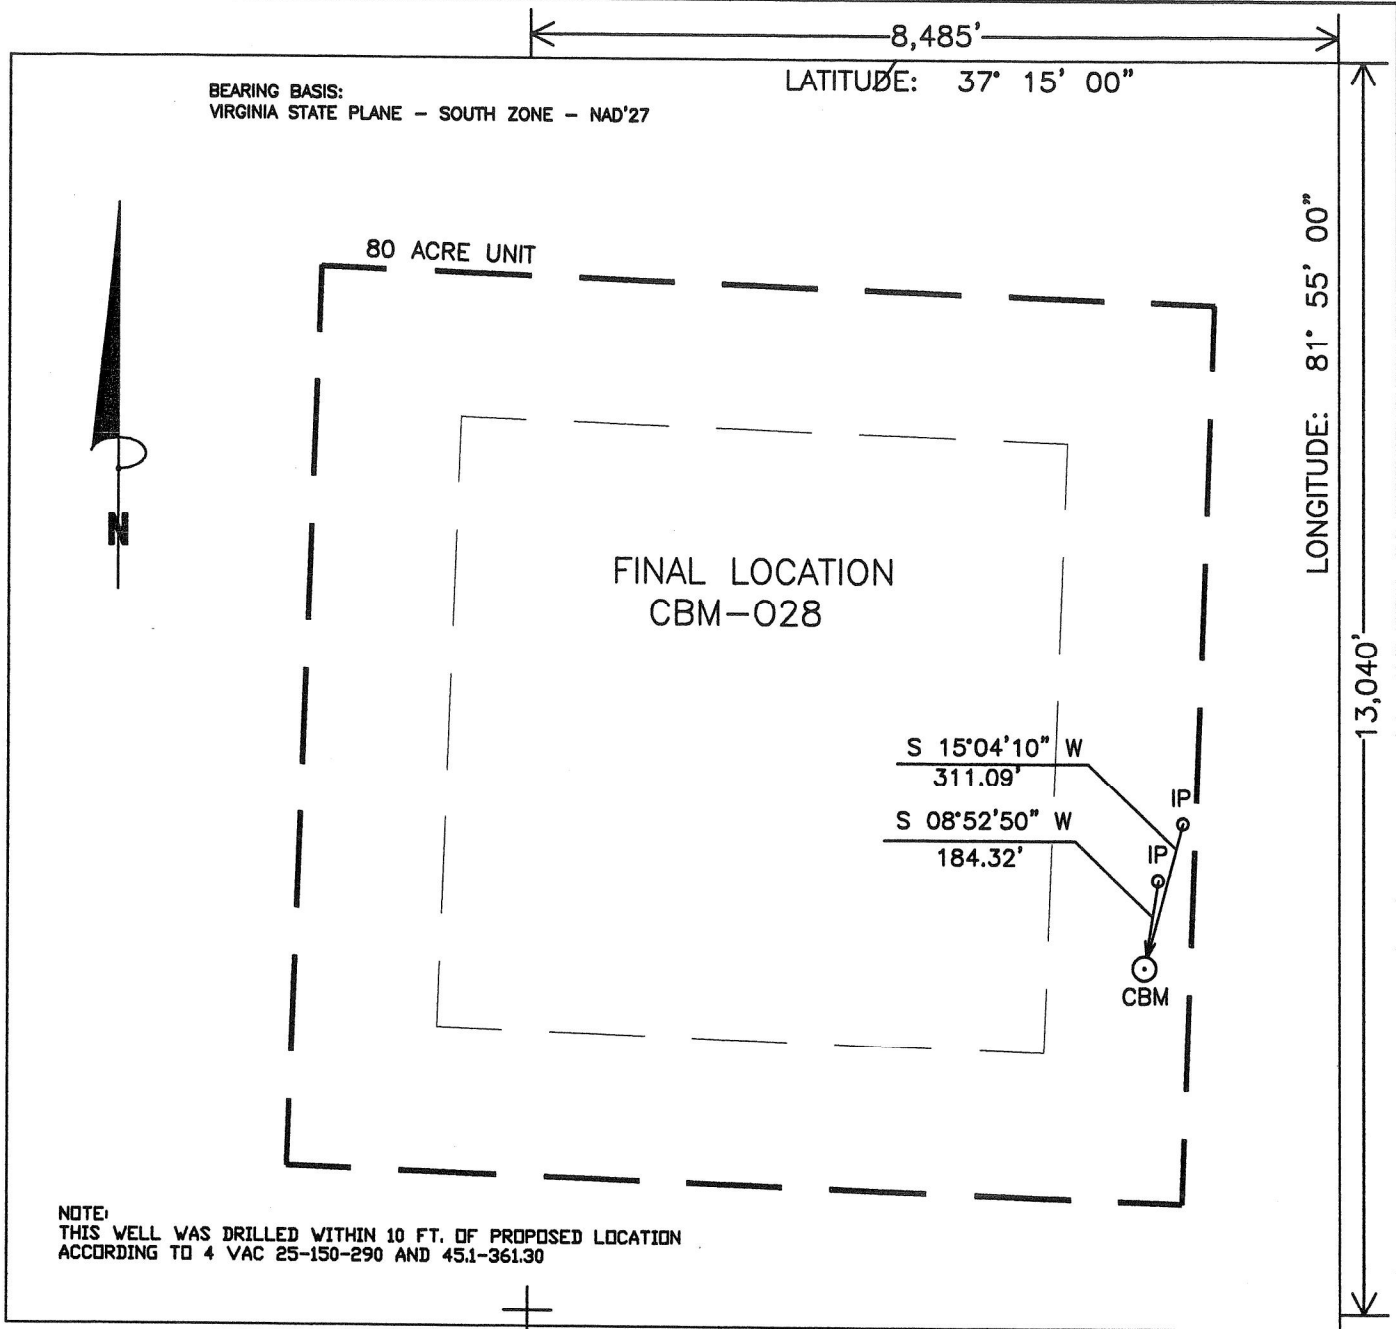 8,485'
LATITUDE: 37° 15' 00"
BEARING BASIS:
VIRGINIA STATE PLANE - SOUTH ZONE - NAD'27
LONGITUDE: 81° 55' 00"
80 ACRE UNIT
N
FINAL LOCATION
CBM-O28
13,040'
S 15°04'10" W
311.09'
IP
S 08°52'50" W
184.32'
IP
CBM
NOTE:
THIS WELL WAS DRILLED WITHIN 10 FT. OF PROPOSED LOCATION
ACCORDING TO 4 VAC 25-150-290 AND 45.1-361.30